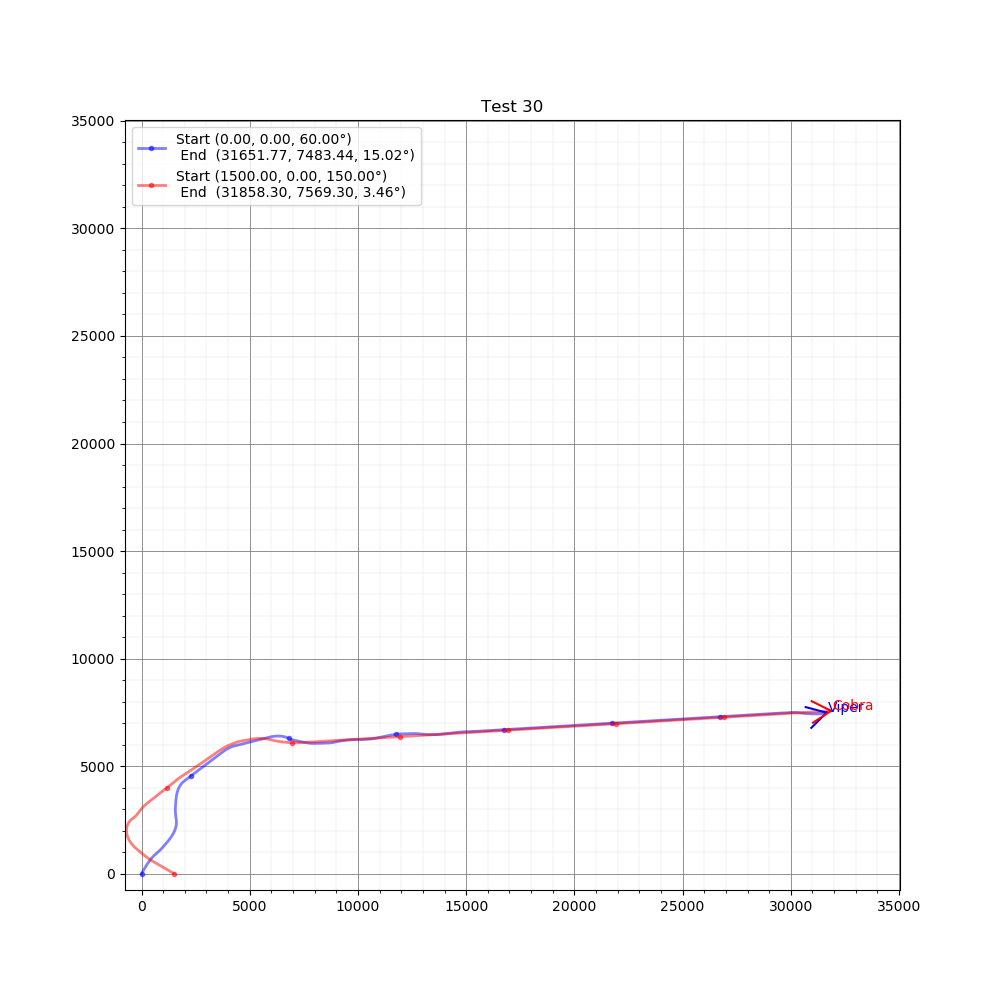 Test 30
Start (0.00, 0.00, 60.00°)
End (31651.77, 7483.44, 15.02°)
Start (1500.00, 0.00, 150.00°)
End (31858.30, 7569.30, 3.46°)
35000
30000
25000
20000
15000
10000
5000
0
Cobra
Viper
0 5000 10000 15000 20000 25000 30000 35000